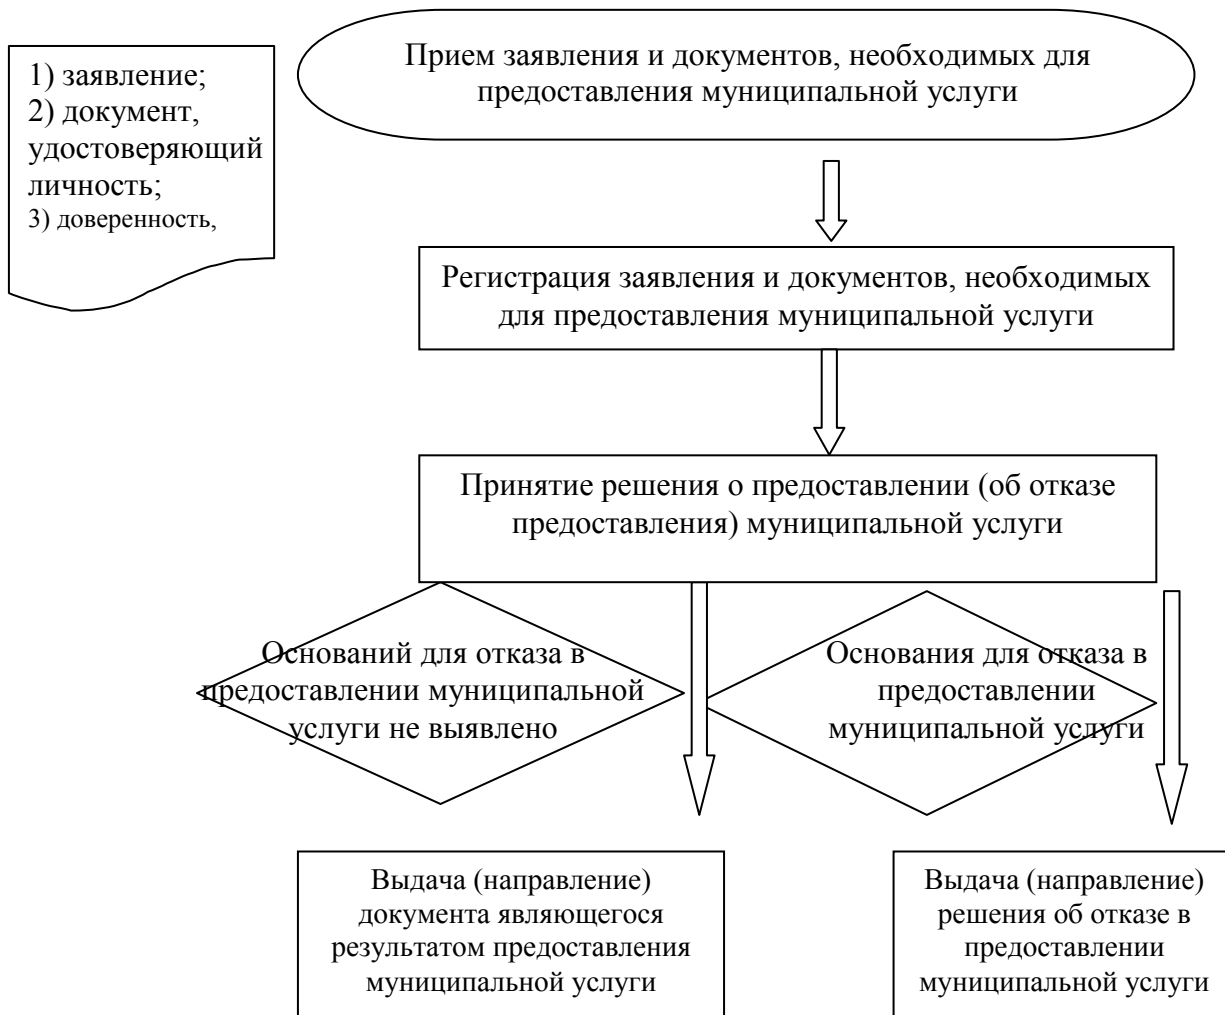 1) заявление;
2) документ,
удостоверяющий
личность;
3) доверенность,
Прием заявления и документов, необходимых для
предоставления муниципальной услуги
Регистрация заявления и документов, необходимых
для предоставления муниципальной услуги
Принятие решения о предоставлении (об отказе
предоставления) муниципальной услуги
Оснований для отказа в
предоставлении муниципальной
услуги не выявлено
Основания для отказа в
предоставлении
муниципальной услуги
Выдача (направление)
документа являющегося
результатом предоставления
муниципальной услуги
Выдача (направление)
решения об отказе в
предоставлении
муниципальной услуги